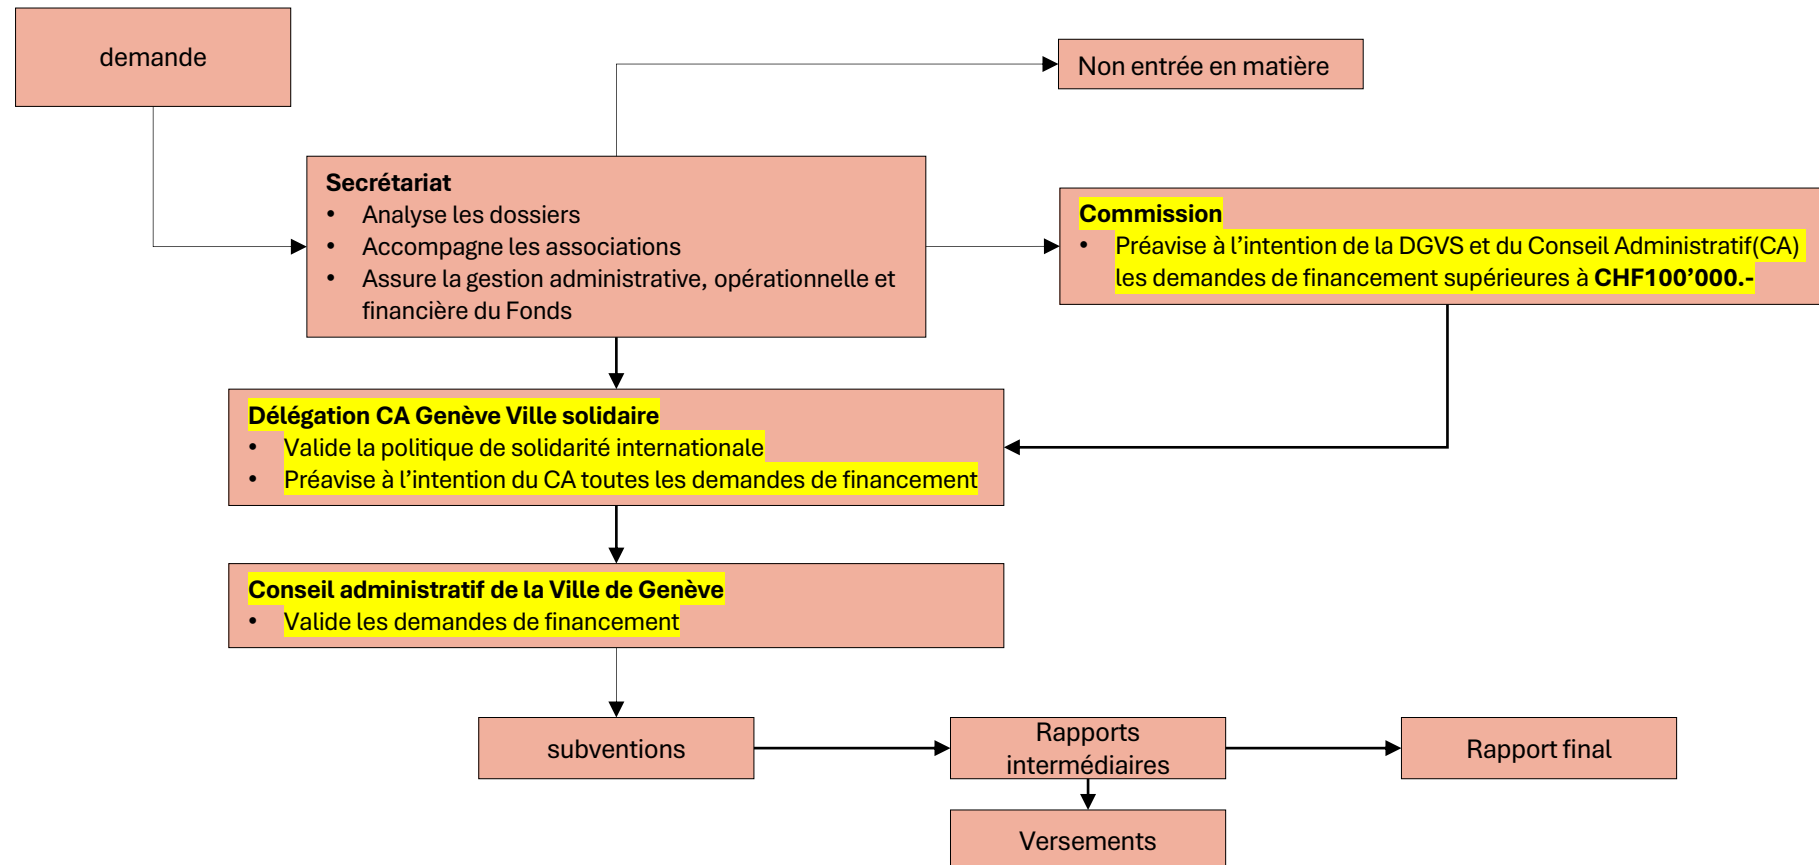 demande
Non entrée en matière
Secrétariat
• Analyse les dossiers
• Accompagne les associations
• Assure la gestion administrative, opérationnelle et
financière du Fonds
Commission
• Préavise à l’intention de la DGVS et du Conseil Administratif(CA)
les demandes de financement supérieures à CHF100’000.-
Délégation CA Genève Ville solidaire
• Valide la politique de solidarité internationale
• Préavise à l’intention du CA toutes les demandes de financement
Conseil administratif de la Ville de Genève
• Valide les demandes de financement
subventions
Rapports
intermédiaires
Rapport final
Versements